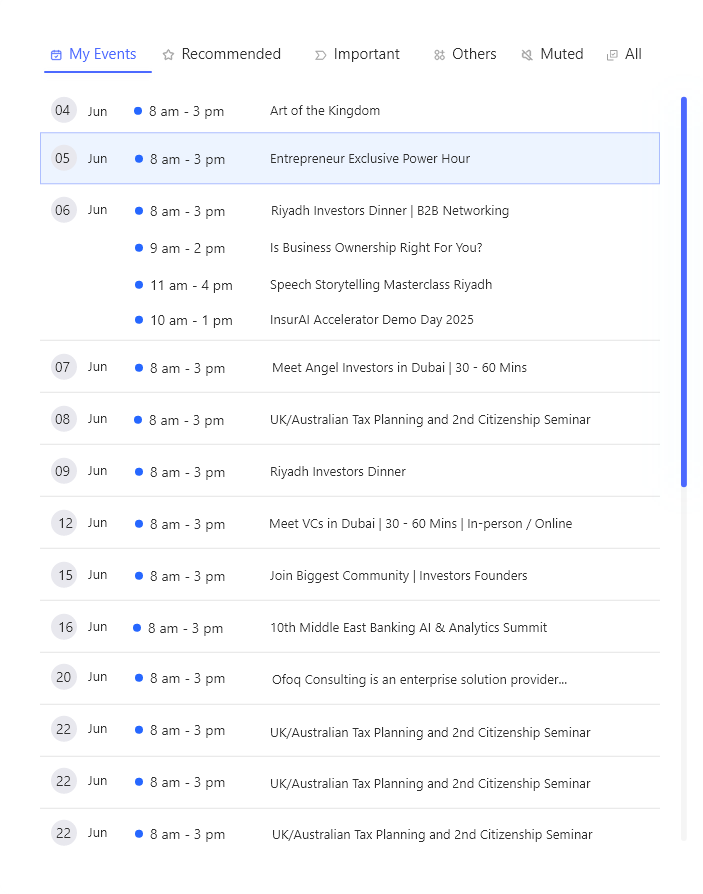 My Events Recommended Important Others Muted All
04 Jun 8 am - 3 pm Art of the Kingdom
05 Jun 8 am - 3 pm Entrepreneur Exclusive Power Hour
06 Jun 8 am - 3 pm Riyadh Investors Dinner | B2B Networking
9 am - 2 pm Is Business Ownership Right For You?
11 am - 4 pm Speech Storytelling Masterclass Riyadh
10 am - 1 pm InsurAI Accelerator Demo Day 2025
07 Jun 8 am - 3 pm Meet Angel Investors in Dubai | 30 - 60 Mins
08 Jun 8 am - 3 pm UK/Australian Tax Planning and 2nd Citizenship Seminar
09 Jun 8 am - 3 pm Riyadh Investors Dinner
12 Jun 8 am - 3 pm Meet VCs in Dubai | 30 - 60 Mins | In-person / Online
15 Jun 8 am - 3 pm Join Biggest Community | Investors Founders
16 Jun 8 am - 3 pm 10th Middle East Banking AI & Analytics Summit
20 Jun 8 am - 3 pm Ofoq Consulting is an enterprise solution provider...
22 Jun 8 am - 3 pm UK/Australian Tax Planning and 2nd Citizenship Seminar
22 Jun 8 am - 3 pm UK/Australian Tax Planning and 2nd Citizenship Seminar
22 Jun 8 am - 3 pm UK/Australian Tax Planning and 2nd Citizenship Seminar